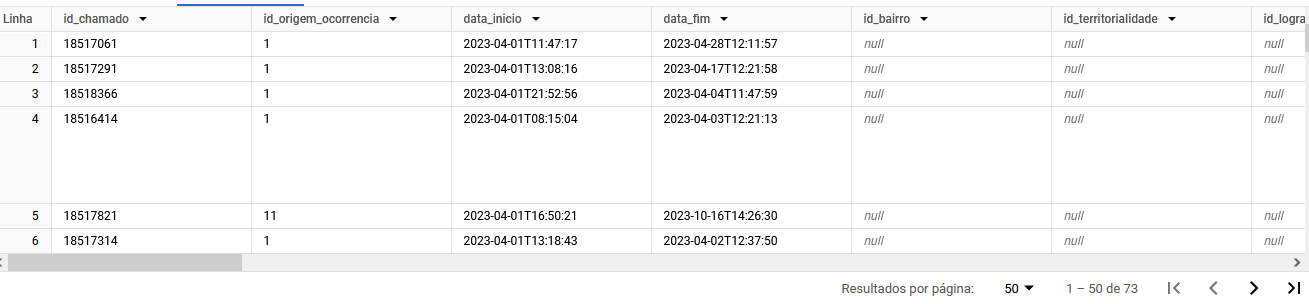 Linha id_chamado id_origem_ocorrencia data_inicio data_fim id_bairro id_territorialidade id_logra
1 18517061 1 2023-04-01T11:47:17 2023-04-28T12:11:57 null null null
2 18517291 1 2023-04-01T13:08:16 2023-04-17T12:21:58 null null null
3 18518366 1 2023-04-01T21:52:56 2023-04-04T11:47:59 null null null
4 18516414 1 2023-04-01T08:15:04 2023-04-03T12:21:13 null null null
5 18517821 11 2023-04-01T16:50:21 2023-10-16T14:26:30 null null null
6 18517314 1 2023-04-01T13:18:43 2023-04-02T12:37:50 null null null
Resultados por página: 50 1 – 50 de 73